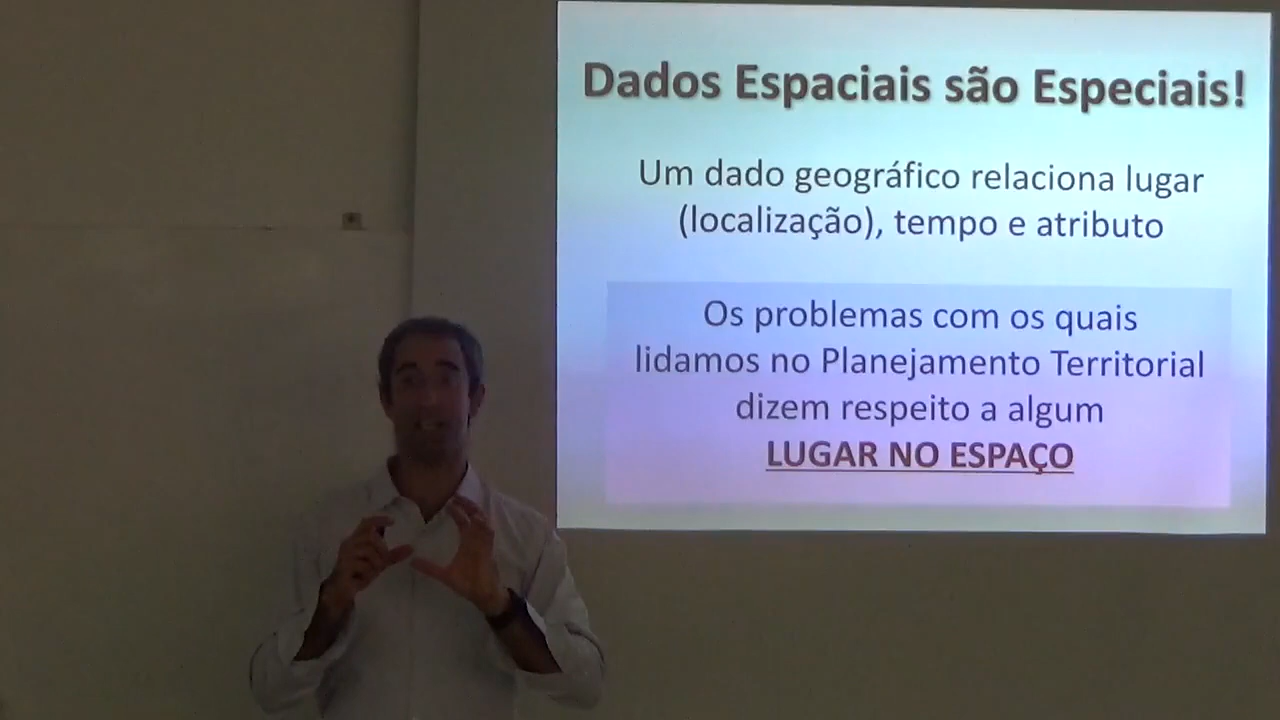 Dados Espaciais são Especiais!
Um dado geográfico relaciona lugar
(localização), tempo e atributo
Os problemas com os quais
lidamos no Planejamento Territorial
dizem respeito a algum
LUGAR NO ESPAÇO